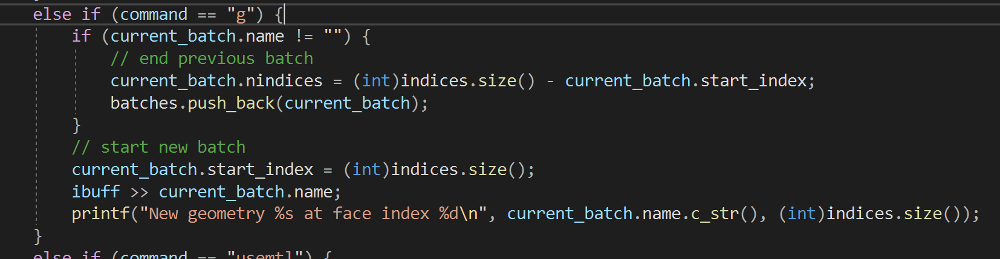 else if (command == "g") {
if (current_batch.name != "") {
// end previous batch
current_batch.nindices = (int)indices.size() - current_batch.start_index;
batches.push_back(current_batch);
}
// start new batch
current_batch.start_index = (int)indices.size();
ibuff >> current_batch.name;
printf("New geometry %s at face index %d\n", current_batch.name.c_str(), (int)indices.size());
}
else if (command == "usemtl") {